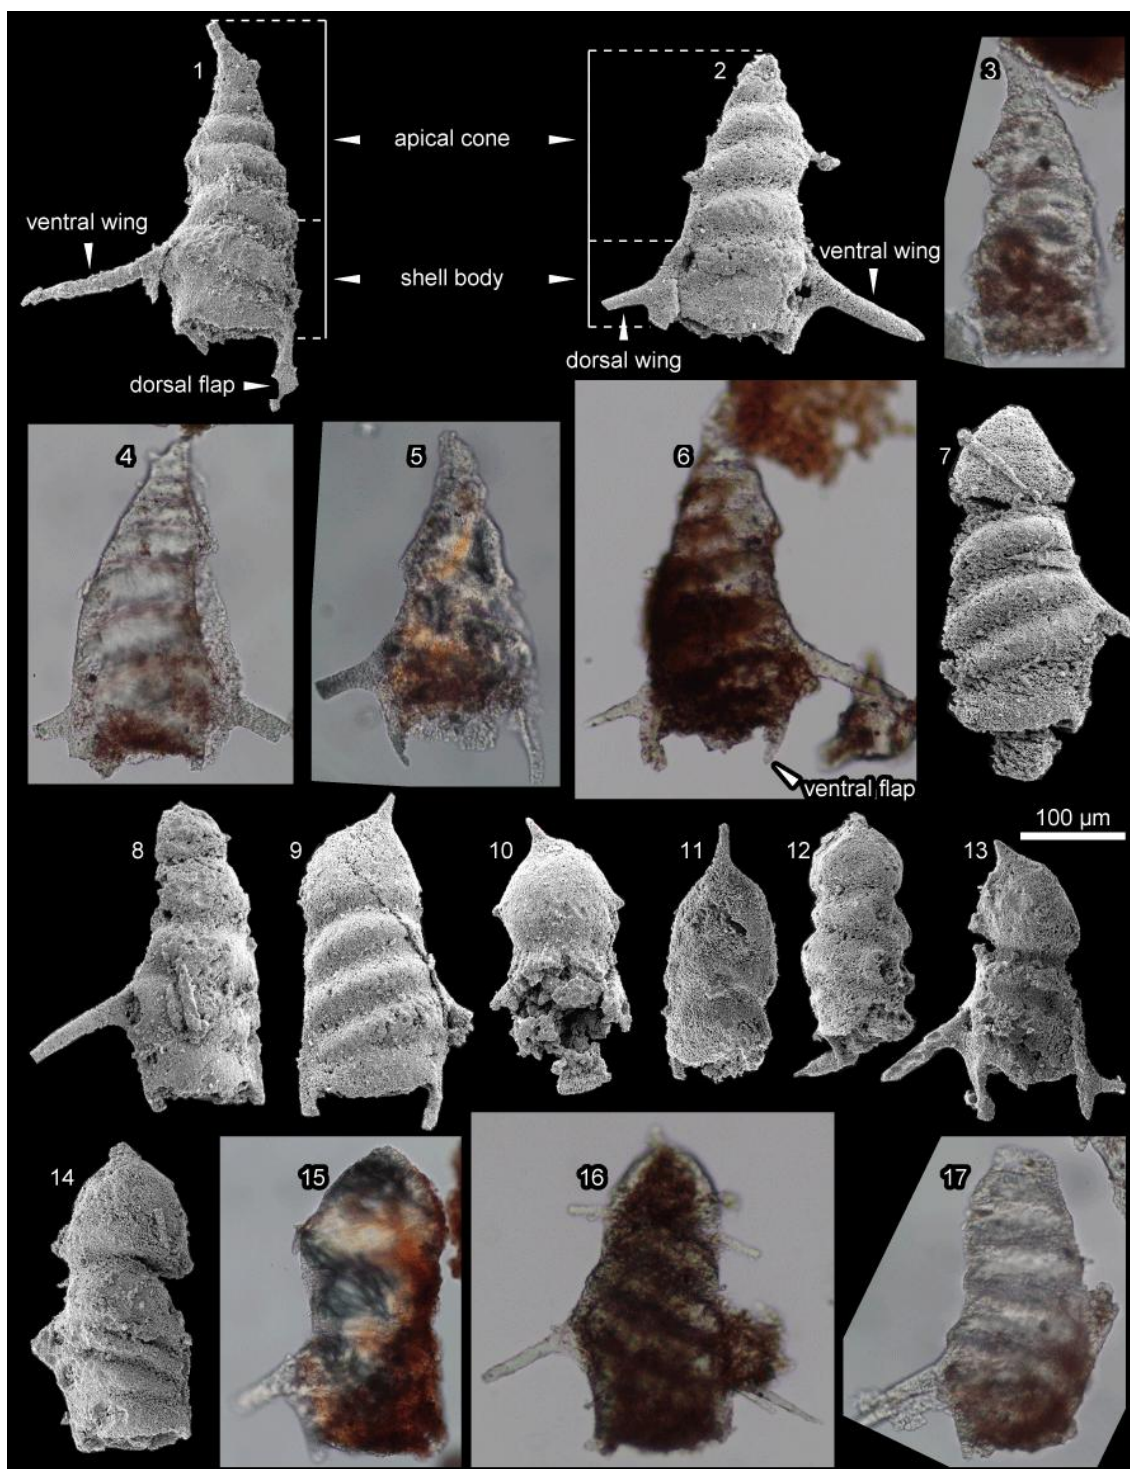 1
2
3
apical cone
ventral wing
ventral wing
shell body
dorsal wing
dorsal flap
4
5
6
7
ventral flap
100 µm
8
9
10
11
12
13
14
15
16
17